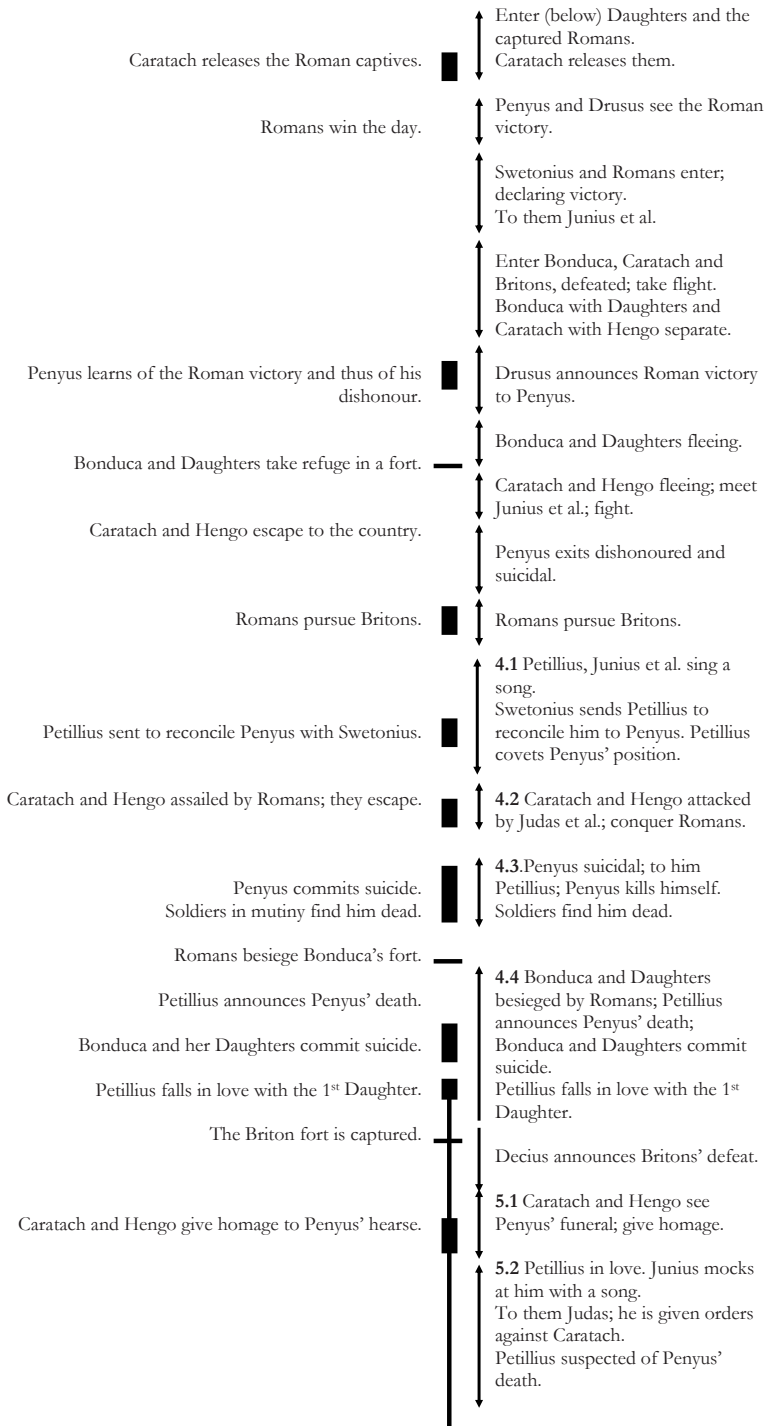 Enter (below) Daughters and the
captured Romans.
Caratach releases the Roman captives.
Caratach releases them.
Penyus and Drusus see the Roman
victory.
Romans win the day.
Swetonius and Romans enter;
declaring victory.
To them Junius et al.
Enter Bonduca, Caratach and
Britons, defeated; take flight.
Bonduca with Daughters and
Caratach with Hengo separate.
Penyus learns of the Roman victory and thus of his
dishonour.
Drusus announces Roman victory
to Penyus.
Bonduca and Daughters fleeing.
Bonduca and Daughters take refuge in a fort.
Caratach and Hengo fleeing; meet
Junius et al.; fight.
Caratach and Hengo escape to the country.
Penyus exits dishonoured and
suicidal.
Romans pursue Britons.
Romans pursue Britons.
4.1 Petillius, Junius et al. sing a
song.
Swetonius sends Petillius to
reconcile him to Penyus. Petillius
covets Penyus’ position.
Petillius sent to reconcile Penyus with Swetonius.
Caratach and Hengo assailed by Romans; they escape.
4.2 Caratach and Hengo attacked
by Judas et al.; conquer Romans.
4.3.Penyus suicidal; to him
Petillius; Penyus kills himself.
Soldiers find him dead.
Penyus commits suicide.
Soldiers in mutiny find him dead.
Romans besiege Bonduca’s fort.
4.4 Bonduca and Daughters
besieged by Romans; Petillius
announces Penyus’ death;
Bonduca and Daughters commit
suicide.
Petillius falls in love with the 1st
Daughter.
Petillius announces Penyus’ death.
Bonduca and her Daughters commit suicide.
Petillius falls in love with the 1st Daughter.
The Briton fort is captured.
Decius announces Britons’ defeat.
Caratach and Hengo give homage to Penyus’ hearse.
5.1 Caratach and Hengo see
Penyus’ funeral; give homage.
5.2 Petillius in love. Junius mocks
at him with a song.
To them Judas; he is given orders
against Caratach.
Petillius suspected of Penyus’
death.